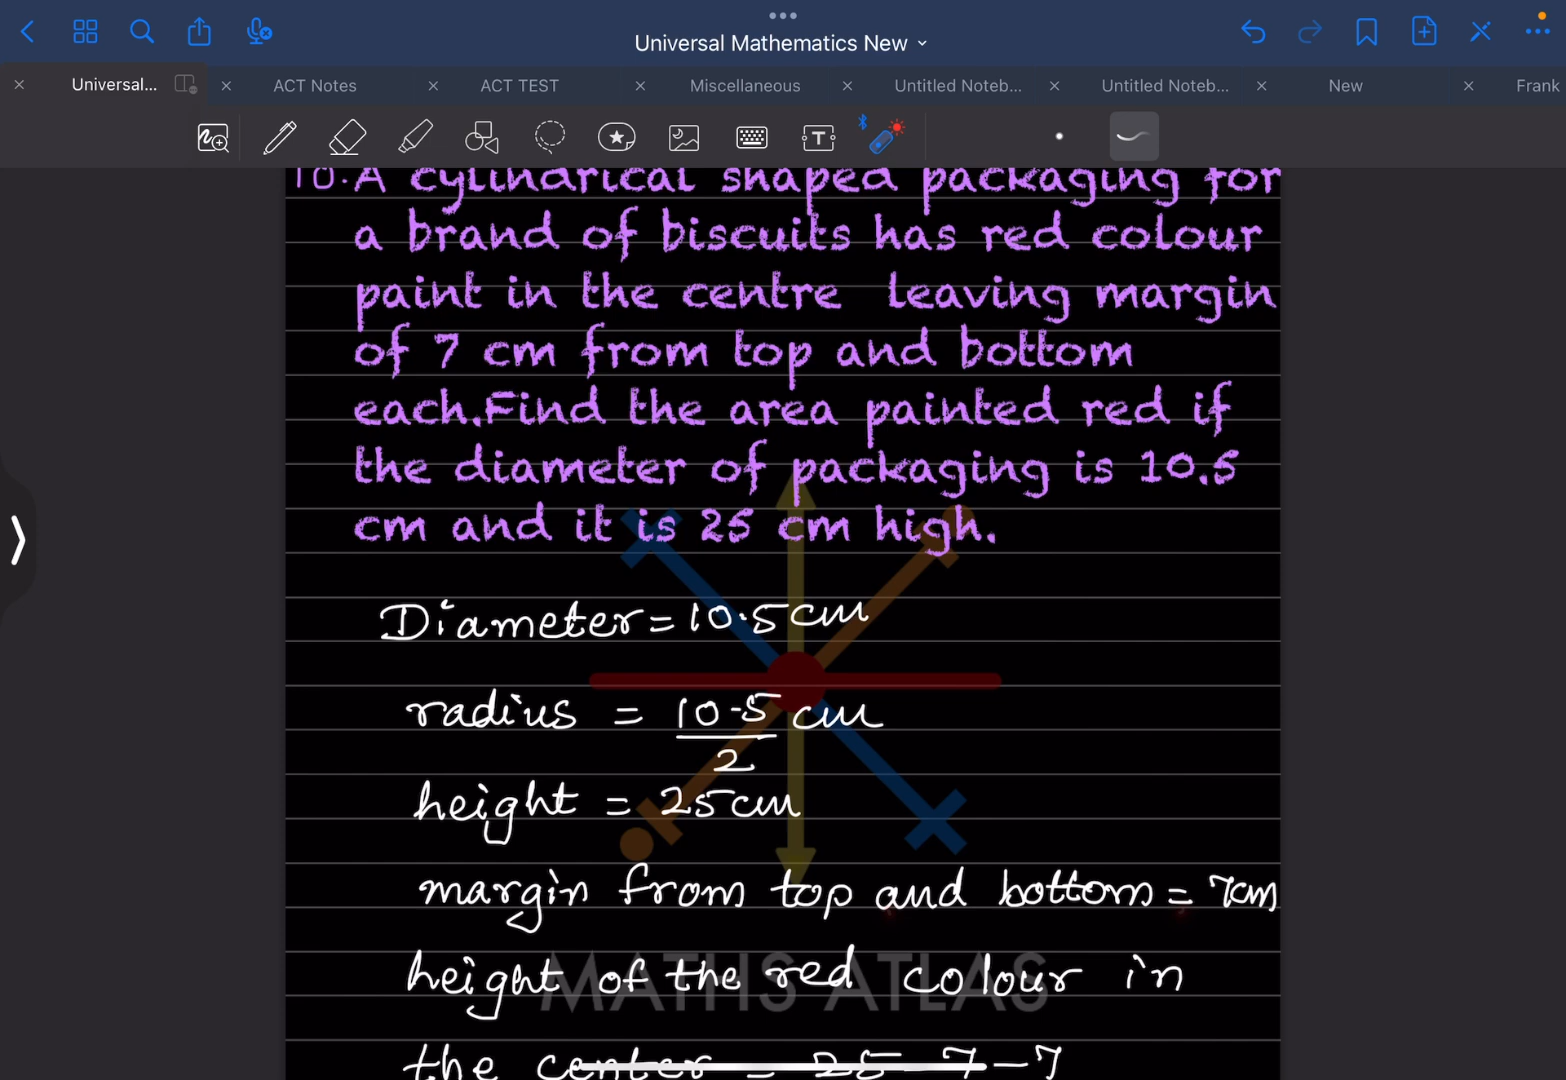 Universal Mathematics New
Universal...
ACT Notes
ACT TEST
Miscellaneous
Untitled Noteb...
Untitled Noteb...
New
Frank
T
10. A cylindrical shaped packaging for
a brand of biscuits has red colour
paint in the centre leaving margin
of 7 cm from top and bottom
each. Find the area painted red if
the diameter of packaging is 10.5
cm and it is 25 cm high.
Diameter = 10.5 cm
radius = 10.5/2 cm
height = 25 cm
margin from top and bottom = 7cm
height of the red colour in
the center = 25 - 7 - 7
MATHS ATLAS